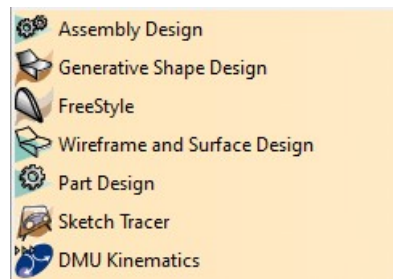 Assembly Design
Generative Shape Design
FreeStyle
Wireframe and Surface Design
Part Design
Sketch Tracer
DMU Kinematics